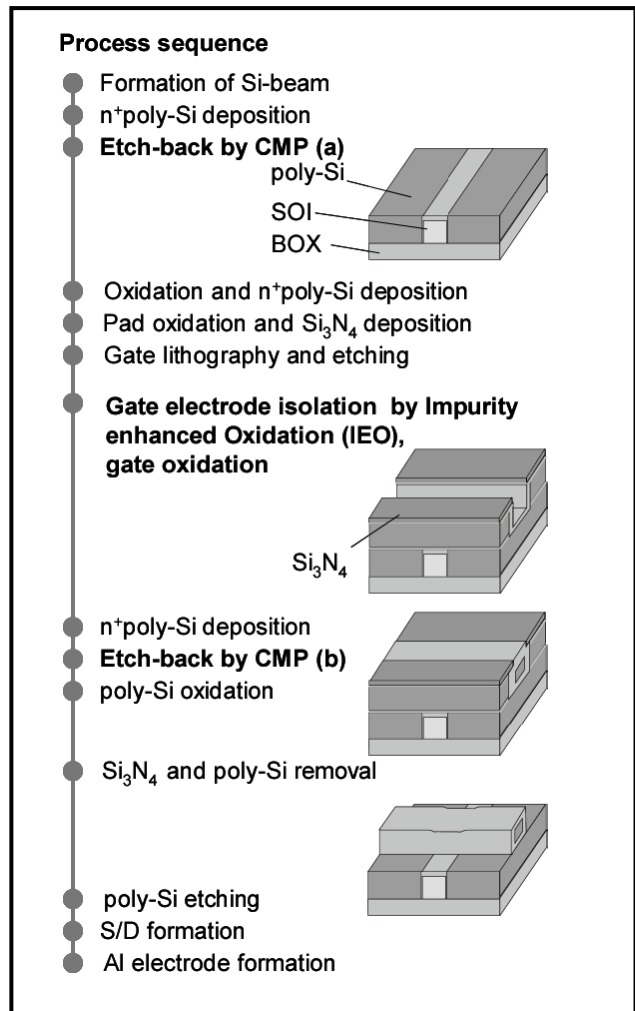 Process sequence
Formation of Si-beam
n⁺poly-Si deposition
Etch-back by CMP (a)
poly-Si
SOI
BOX
Oxidation and n⁺poly-Si deposition
Pad oxidation and Si₃N₄ deposition
Gate lithography and etching
Gate electrode isolation by Impurity
enhanced Oxidation (IEO),
gate oxidation
Si₃N₄
n⁺poly-Si deposition
Etch-back by CMP (b)
poly-Si oxidation
Si₃N₄ and poly-Si removal
poly-Si etching
S/D formation
Al electrode formation